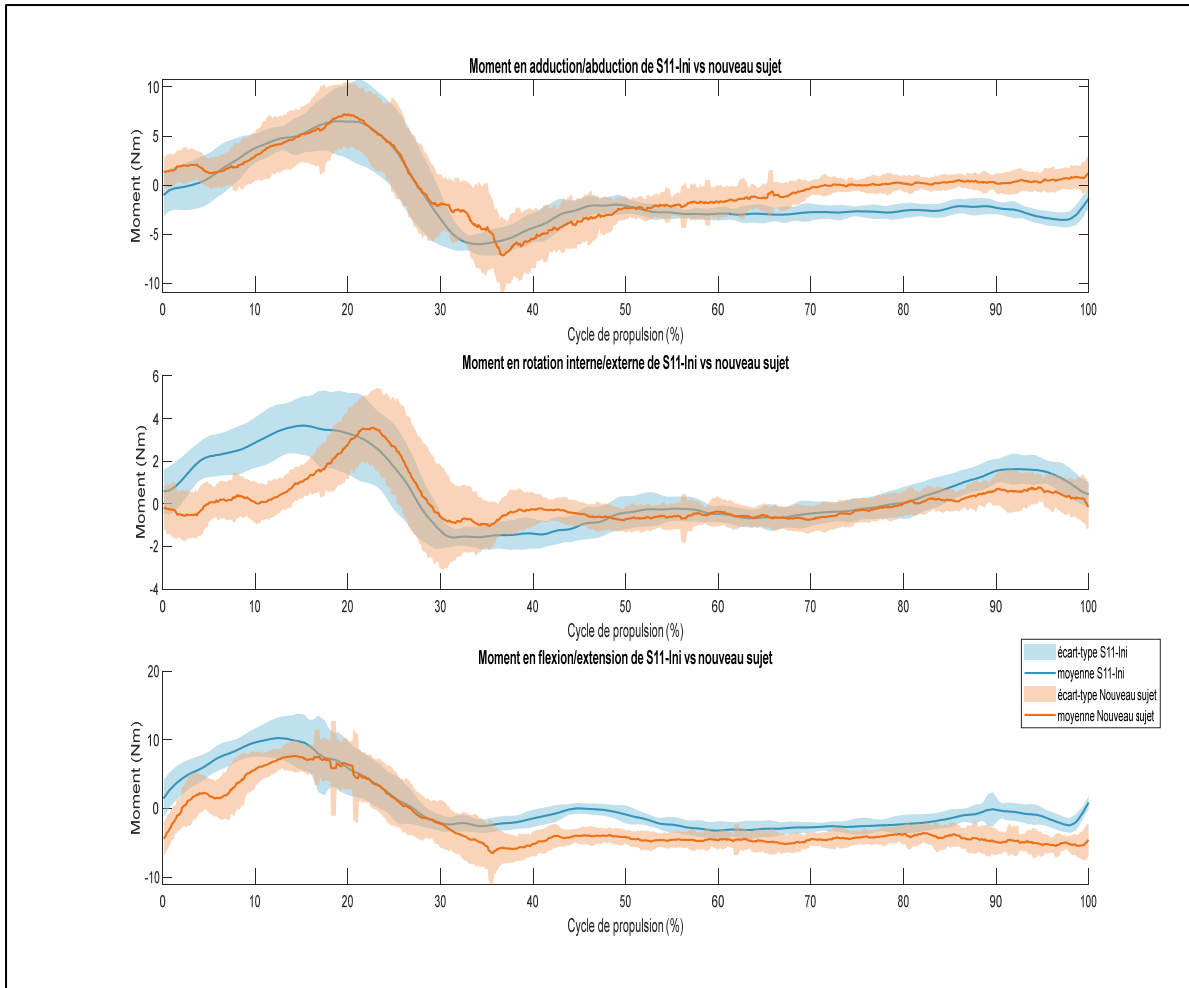 Moment en adduction/abduction de S11-Ini vs nouveau sujet
10
5
0
-5
-10
Moment (Nm)
0 10 20 30 40 50 60 70 80 90 100
Cycle de propulsion (%)
Moment en rotation interne/externe de S11-Ini vs nouveau sujet
6
4
2
0
-2
-4
Moment (Nm)
0 10 20 30 40 50 60 70 80 90 100
Cycle de propulsion (%)
Moment en flexion/extension de S11-Ini vs nouveau sujet
20
10
0
-10
Moment (Nm)
0 10 20 30 40 50 60 70 80 90 100
Cycle de propulsion (%)
écart-type S11-Ini
moyenne S11-Ini
écart-type Nouveau sujet
moyenne Nouveau sujet